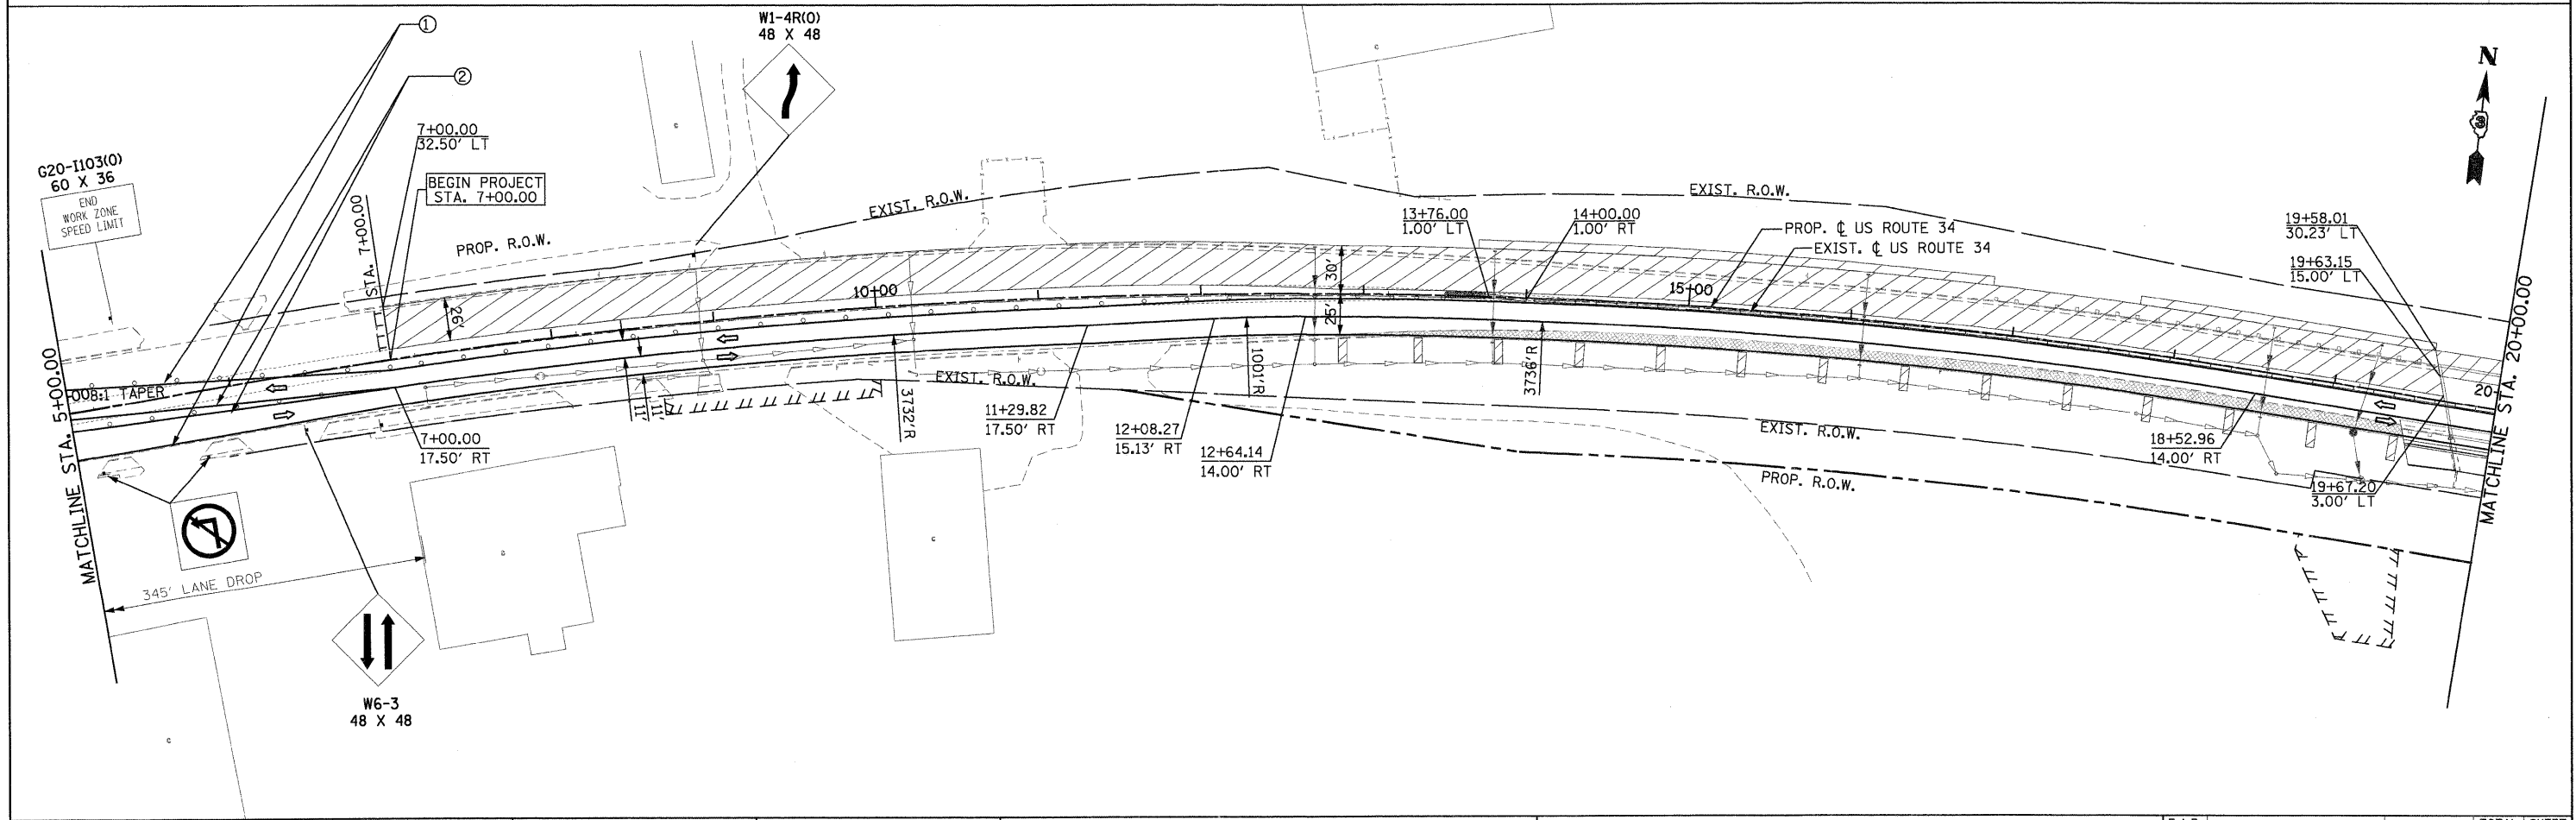 ①
②
W1-4R(O)
48 X 48
N
G20-I103(O)
60 X 36
END
WORK ZONE
SPEED LIMIT
7+00.00
32.50' LT
BEGIN PROJECT
STA. 7+00.00
STA. 7+00.00
PROP. R.O.W.
EXIST. R.O.W.
EXIST. R.O.W.
13+76.00
1.00' LT
14+00.00
1.00' RT
PROP. ℄ US ROUTE 34
EXIST. ℄ US ROUTE 34
19+58.01
30.23' LT
19+63.15
15.00' LT
26'
10+00
30'
25'
15+00
20+
008:1 TAPER
EXIST. R.O.W.
11'
11'
3732'R
1001'R
3736'R
11+29.82
17.50' RT
12+08.27
15.13' RT
12+64.14
14.00' RT
7+00.00
17.50' RT
EXIST. R.O.W.
PROP. R.O.W.
18+52.96
14.00' RT
19+67.20
3.00' LT
MATCHLINE STA. 5+00.00
MATCHLINE STA. 20+00.00
345' LANE DROP
W6-3
48 X 48